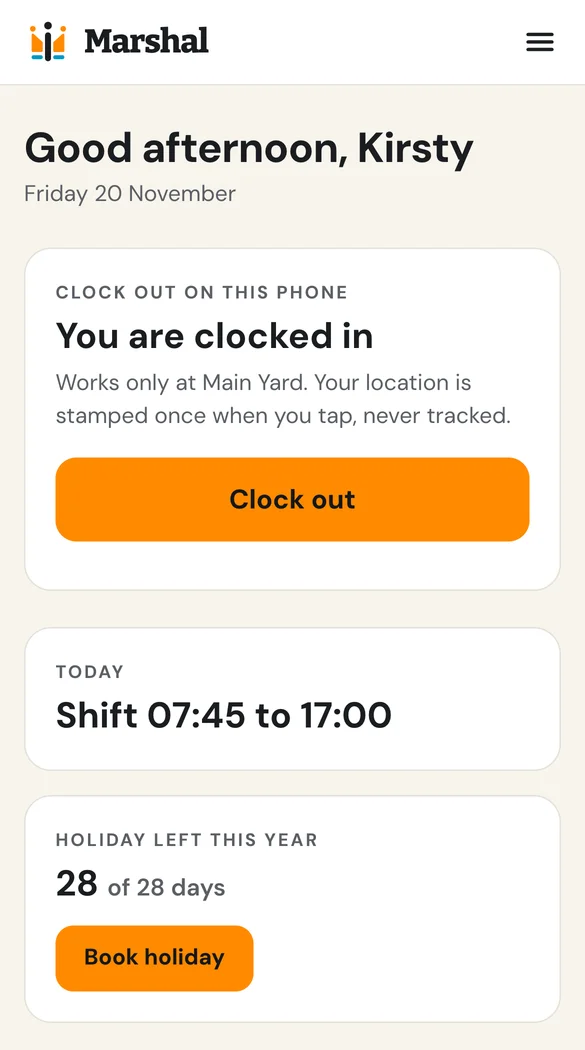 Marshal
Good afternoon, Kirsty
Friday 20 November
CLOCK OUT ON THIS PHONE
You are clocked in
Works only at Main Yard. Your location is
stamped once when you tap, never tracked.
Clock out
TODAY
Shift 07:45 to 17:00
HOLIDAY LEFT THIS YEAR
28 of 28 days
Book holiday